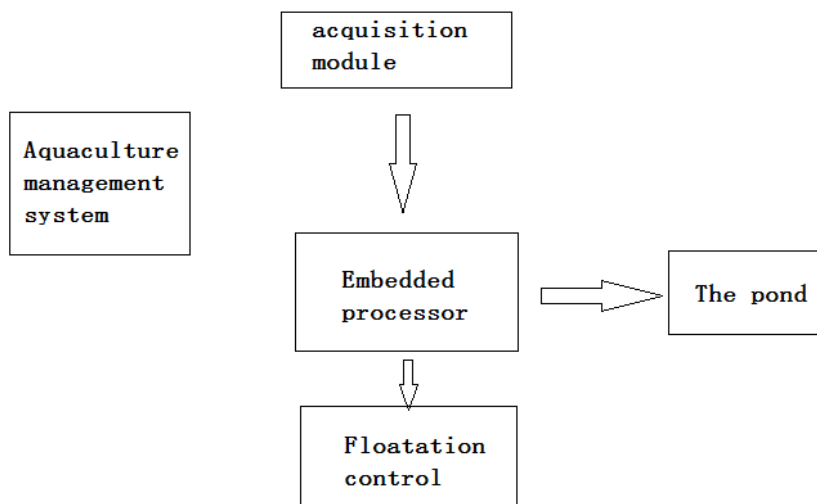 acquisition
module
Aquaculture
management
system
Embedded
processor
The pond
Floatation
control